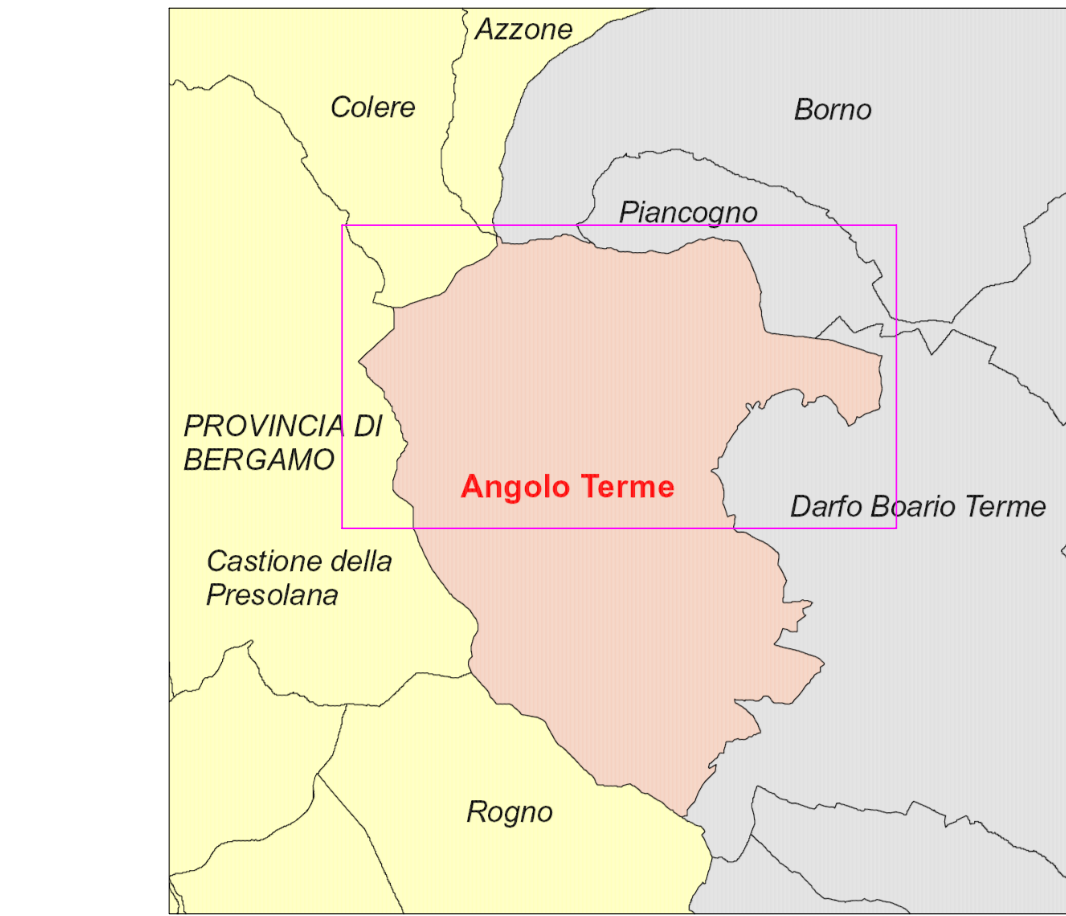 Azzone
Colere
Borno
Piancogno
PROVINCIA DI
BERGAMO
Angolo Terme
Darfo Boario Terme
Castione della
Presolana
Rogno